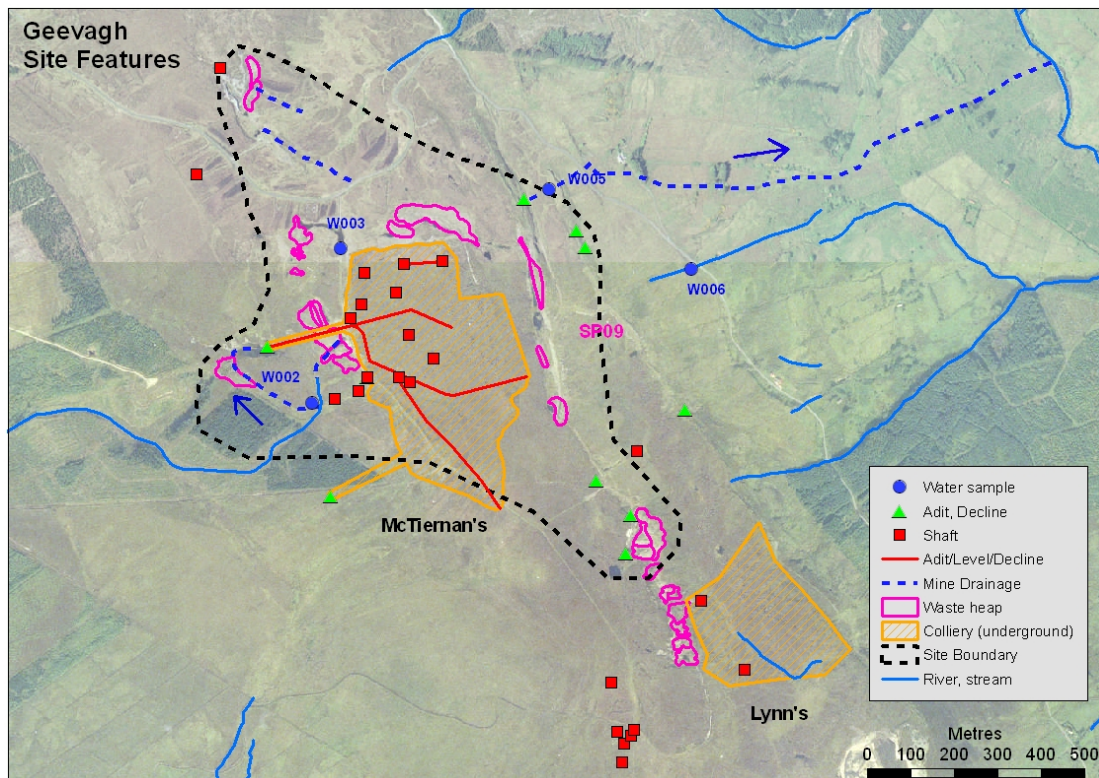 Geevagh
Site Features
W005
W003
W006
SP09
W002
McTiernan's
Lynn's
Water sample
Adit, Decline
Shaft
Adit/Level/Decline
Mine Drainage
Waste heap
Colliery (underground)
Site Boundary
River, stream
Metres
0 100 200 300 400 500